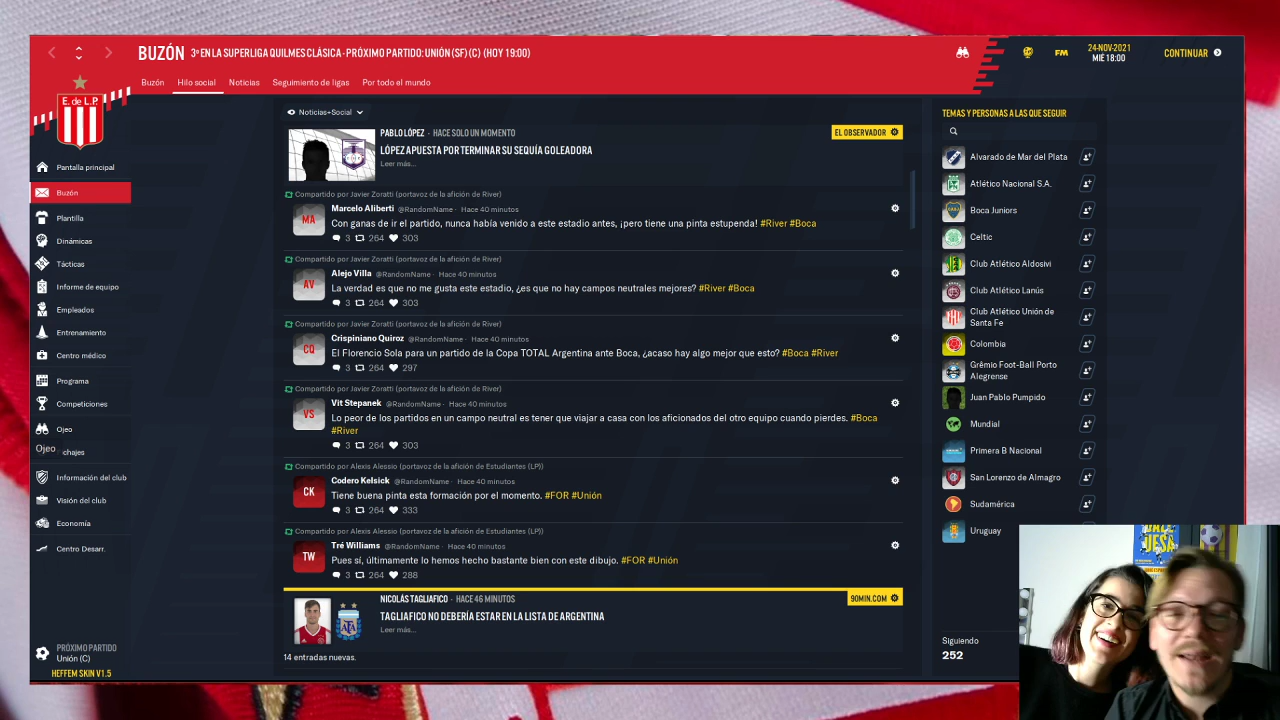 BUZÓN 3º EN LA SUPERLIGA QUILMES CLÁSICA - PRÓXIMO PARTIDO: UNIÓN (SF) (C) (HOY 19:00)
FM
24-NOV-2021
MIÉ 18:00
CONTINUAR
Buzón Hilo social Noticias Seguimiento de ligas Por todo el mundo
E. de L.P.
Pantalla principal
Buzón
Plantilla
Dinámicas
Tácticas
Informe de equipo
Empleados
Entrenamiento
Centro médico
Programa
Competiciones
Ojeo
Ojeo chajes
Información del club
Visión del club
Economía
Centro Desarr.
PRÓXIMO PARTIDO
Unión (C)
HEFFEM SKIN V1.5
Noticias+Social
PABLO LÓPEZ - HACE SOLO UN MOMENTO
EL OBSERVADOR
LÓPEZ APUESTA POR TERMINAR SU SEQUÍA GOLEADORA
Leer más...
Compartido por Javier Zoratti (portavoz de la afición de River)
MA
Marcelo Aliberti @RandomName · Hace 40 minutos
Con ganas de ir el partido, nunca había venido a este estadio antes, ¡pero tiene una pinta estupenda! #River #Boca
3 264 303
Compartido por Javier Zoratti (portavoz de la afición de River)
AV
Alejo Villa @RandomName · Hace 40 minutos
La verdad es que no me gusta este estadio, ¿es que no hay campos neutrales mejores? #River #Boca
3 264 303
Compartido por Javier Zoratti (portavoz de la afición de River)
CQ
Crispiniano Quiroz @RandomName · Hace 40 minutos
El Florencio Sola para un partido de la Copa TOTAL Argentina ante Boca, ¿acaso hay algo mejor que esto? #Boca #River
3 264 297
Compartido por Javier Zoratti (portavoz de la afición de River)
VS
Vit Stepanek @RandomName · Hace 40 minutos
Lo peor de los partidos en un campo neutral es tener que viajar a casa con los aficionados del otro equipo cuando pierdes. #Boca
#River
3 264 303
Compartido por Alexis Alessio (portavoz de la afición de Estudiantes (LP))
CK
Codero Kelsick @RandomName · Hace 40 minutos
Tiene buena pinta esta formación por el momento. #FOR #Unión
3 264 333
Compartido por Alexis Alessio (portavoz de la afición de Estudiantes (LP))
TW
Tré Williams @RandomName · Hace 40 minutos
Pues sí, últimamente lo hemos hecho bastante bien con este dibujo. #FOR #Unión
3 264 288
NICOLÁS TAGLIAFICO - HACE 46 MINUTOS
90MIN.COM
AFA
TAGLIAFICO NO DEBERÍA ESTAR EN LA LISTA DE ARGENTINA
Leer más...
14 entradas nuevas.
TEMAS Y PERSONAS A LAS QUE SEGUIR
Alvarado de Mar del Plata
Atlético Nacional S.A.
Boca Juniors
Celtic
Club Atlético Aldosivi
Club Atlético Lanús
Club Atlético Unión de
Santa Fe
Colombia
Grêmio Foot-Ball Porto
Alegrense
Juan Pablo Pumpido
Mundial
Primera B Nacional
San Lorenzo de Almagro
Sudamérica
Uruguay
Siguiendo
252